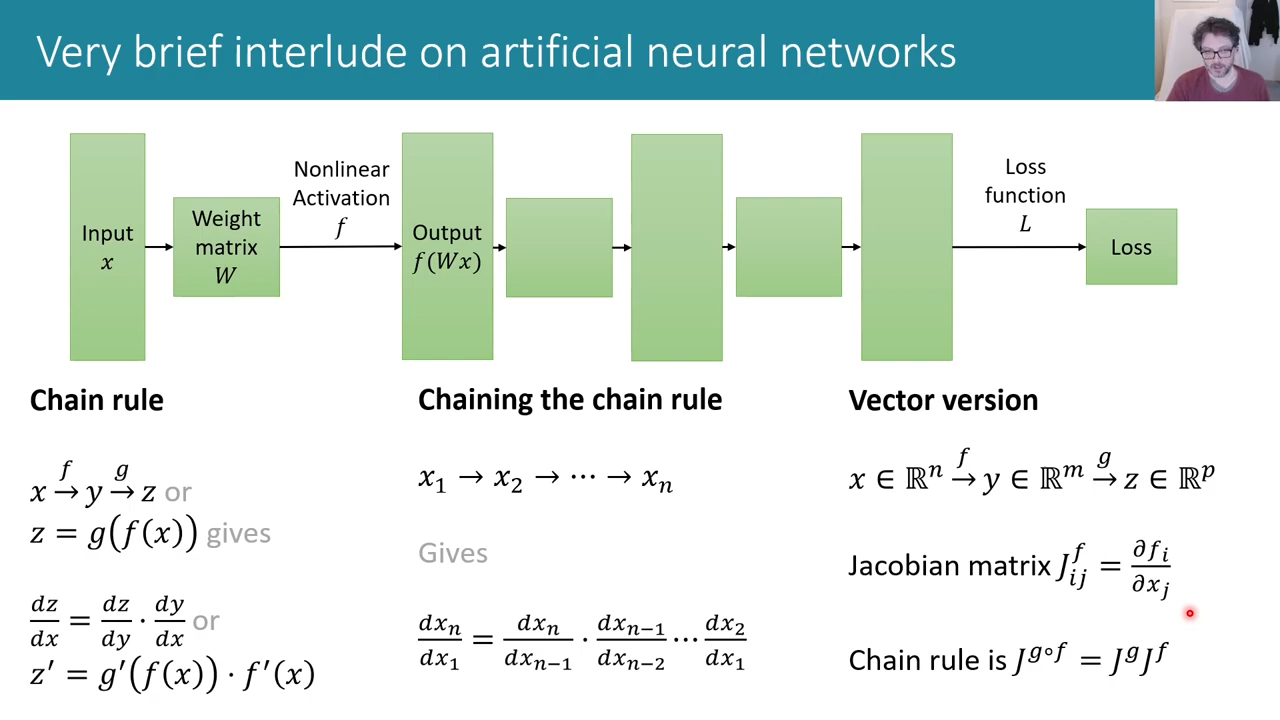 Very brief interlude on artificial neural networks
Input
x
Weight
matrix
W
Nonlinear
Activation
f
Output
f(Wx)
Loss
function
L
Loss
Chain rule
x →^f y →^g z or
z = g(f(x)) gives
dz/dx = dz/dy · dy/dx or
z′ = g′(f(x)) · f′(x)
Chaining the chain rule
x₁ → x₂ → ⋯ → xₙ
Gives
dxₙ/dx₁ = dxₙ/dxₙ₋₁ · dxₙ₋₁/dxₙ₋₂ ⋯ dx₂/dx₁
Vector version
x ∈ ℝⁿ →^f y ∈ ℝᵐ →^g z ∈ ℝᵖ
Jacobian matrix J^f_ij = ∂f_i/∂x_j
Chain rule is J^{g∘f} = J^g J^f